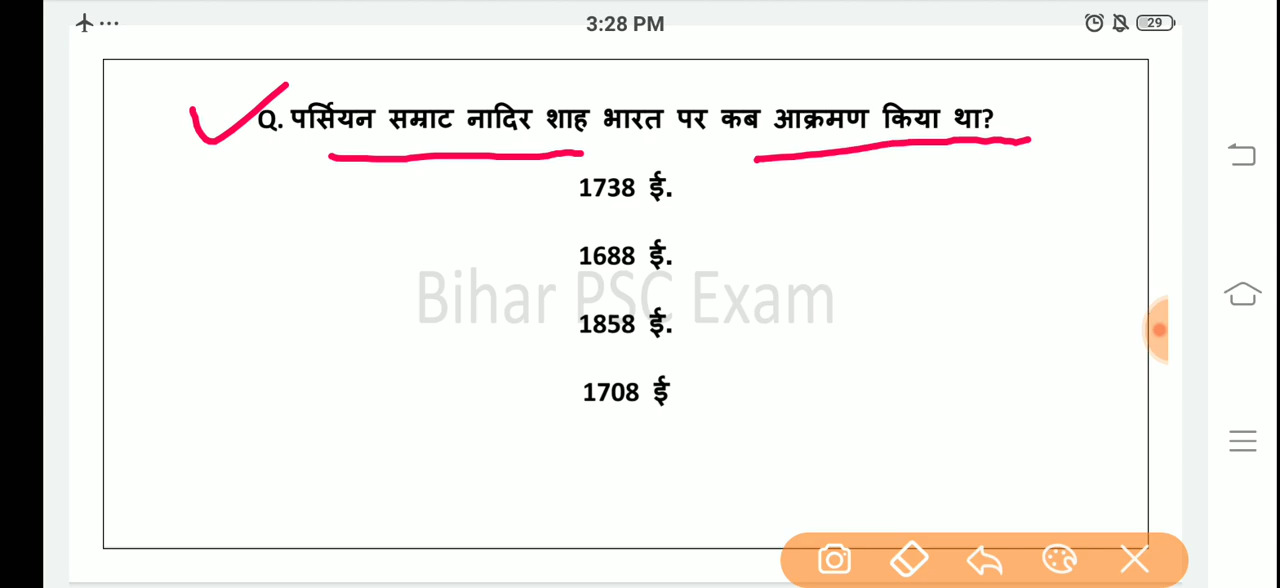 3:28 PM
29
Q. पर्सियन सम्राट नादिर शाह भारत पर कब आक्रमण किया था?
1738 ई.
1688 ई.
Bihar PSC Exam
1858 ई.
1708 ई